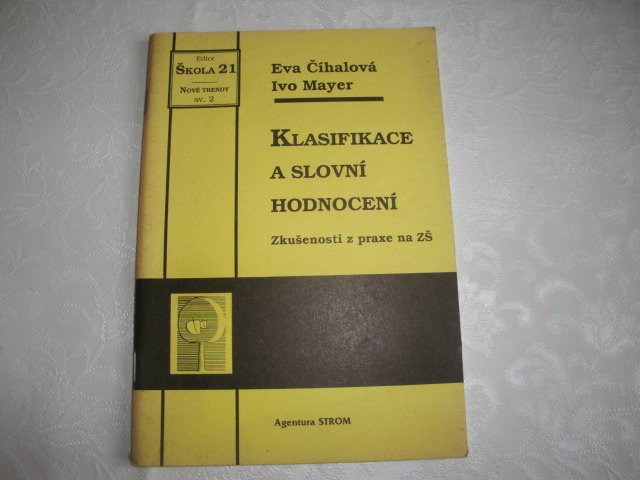 Edice
ŠKOLA 21
NOVÉ TRENDY
sv. 2
Eva Číhalová
Ivo Mayer
KLASIFIKACE
A SLOVNÍ
HODNOCENÍ
Zkušenosti z praxe na ZŠ
Agentura STROM